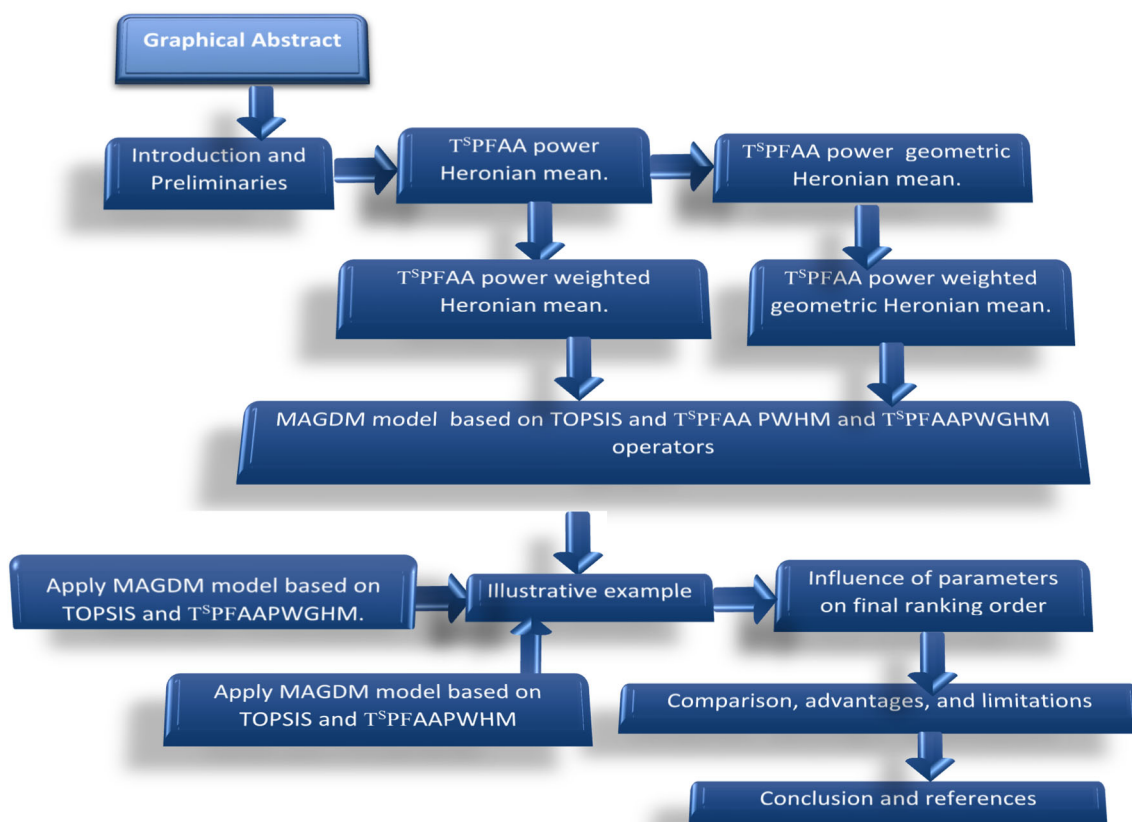 Graphical Abstract
Introduction and
Preliminaries
TˢPFAA power
Heronian mean.
TˢPFAA power geometric
Heronian mean.
TˢPFAA power weighted
Heronian mean.
TˢPFAA power weighted
geometric Heronian mean.
MAGDM model based on TOPSIS and TˢPFAA PWHM and TˢPFAAPWGHM
operators
Apply MAGDM model based on
TOPSIS and TˢPFAAPWGHM.
Illustrative example
Influence of parameters
on final ranking order
Apply MAGDM model based on
TOPSIS and TˢPFAAPWHM
Comparison, advantages, and limitations
Conclusion and references